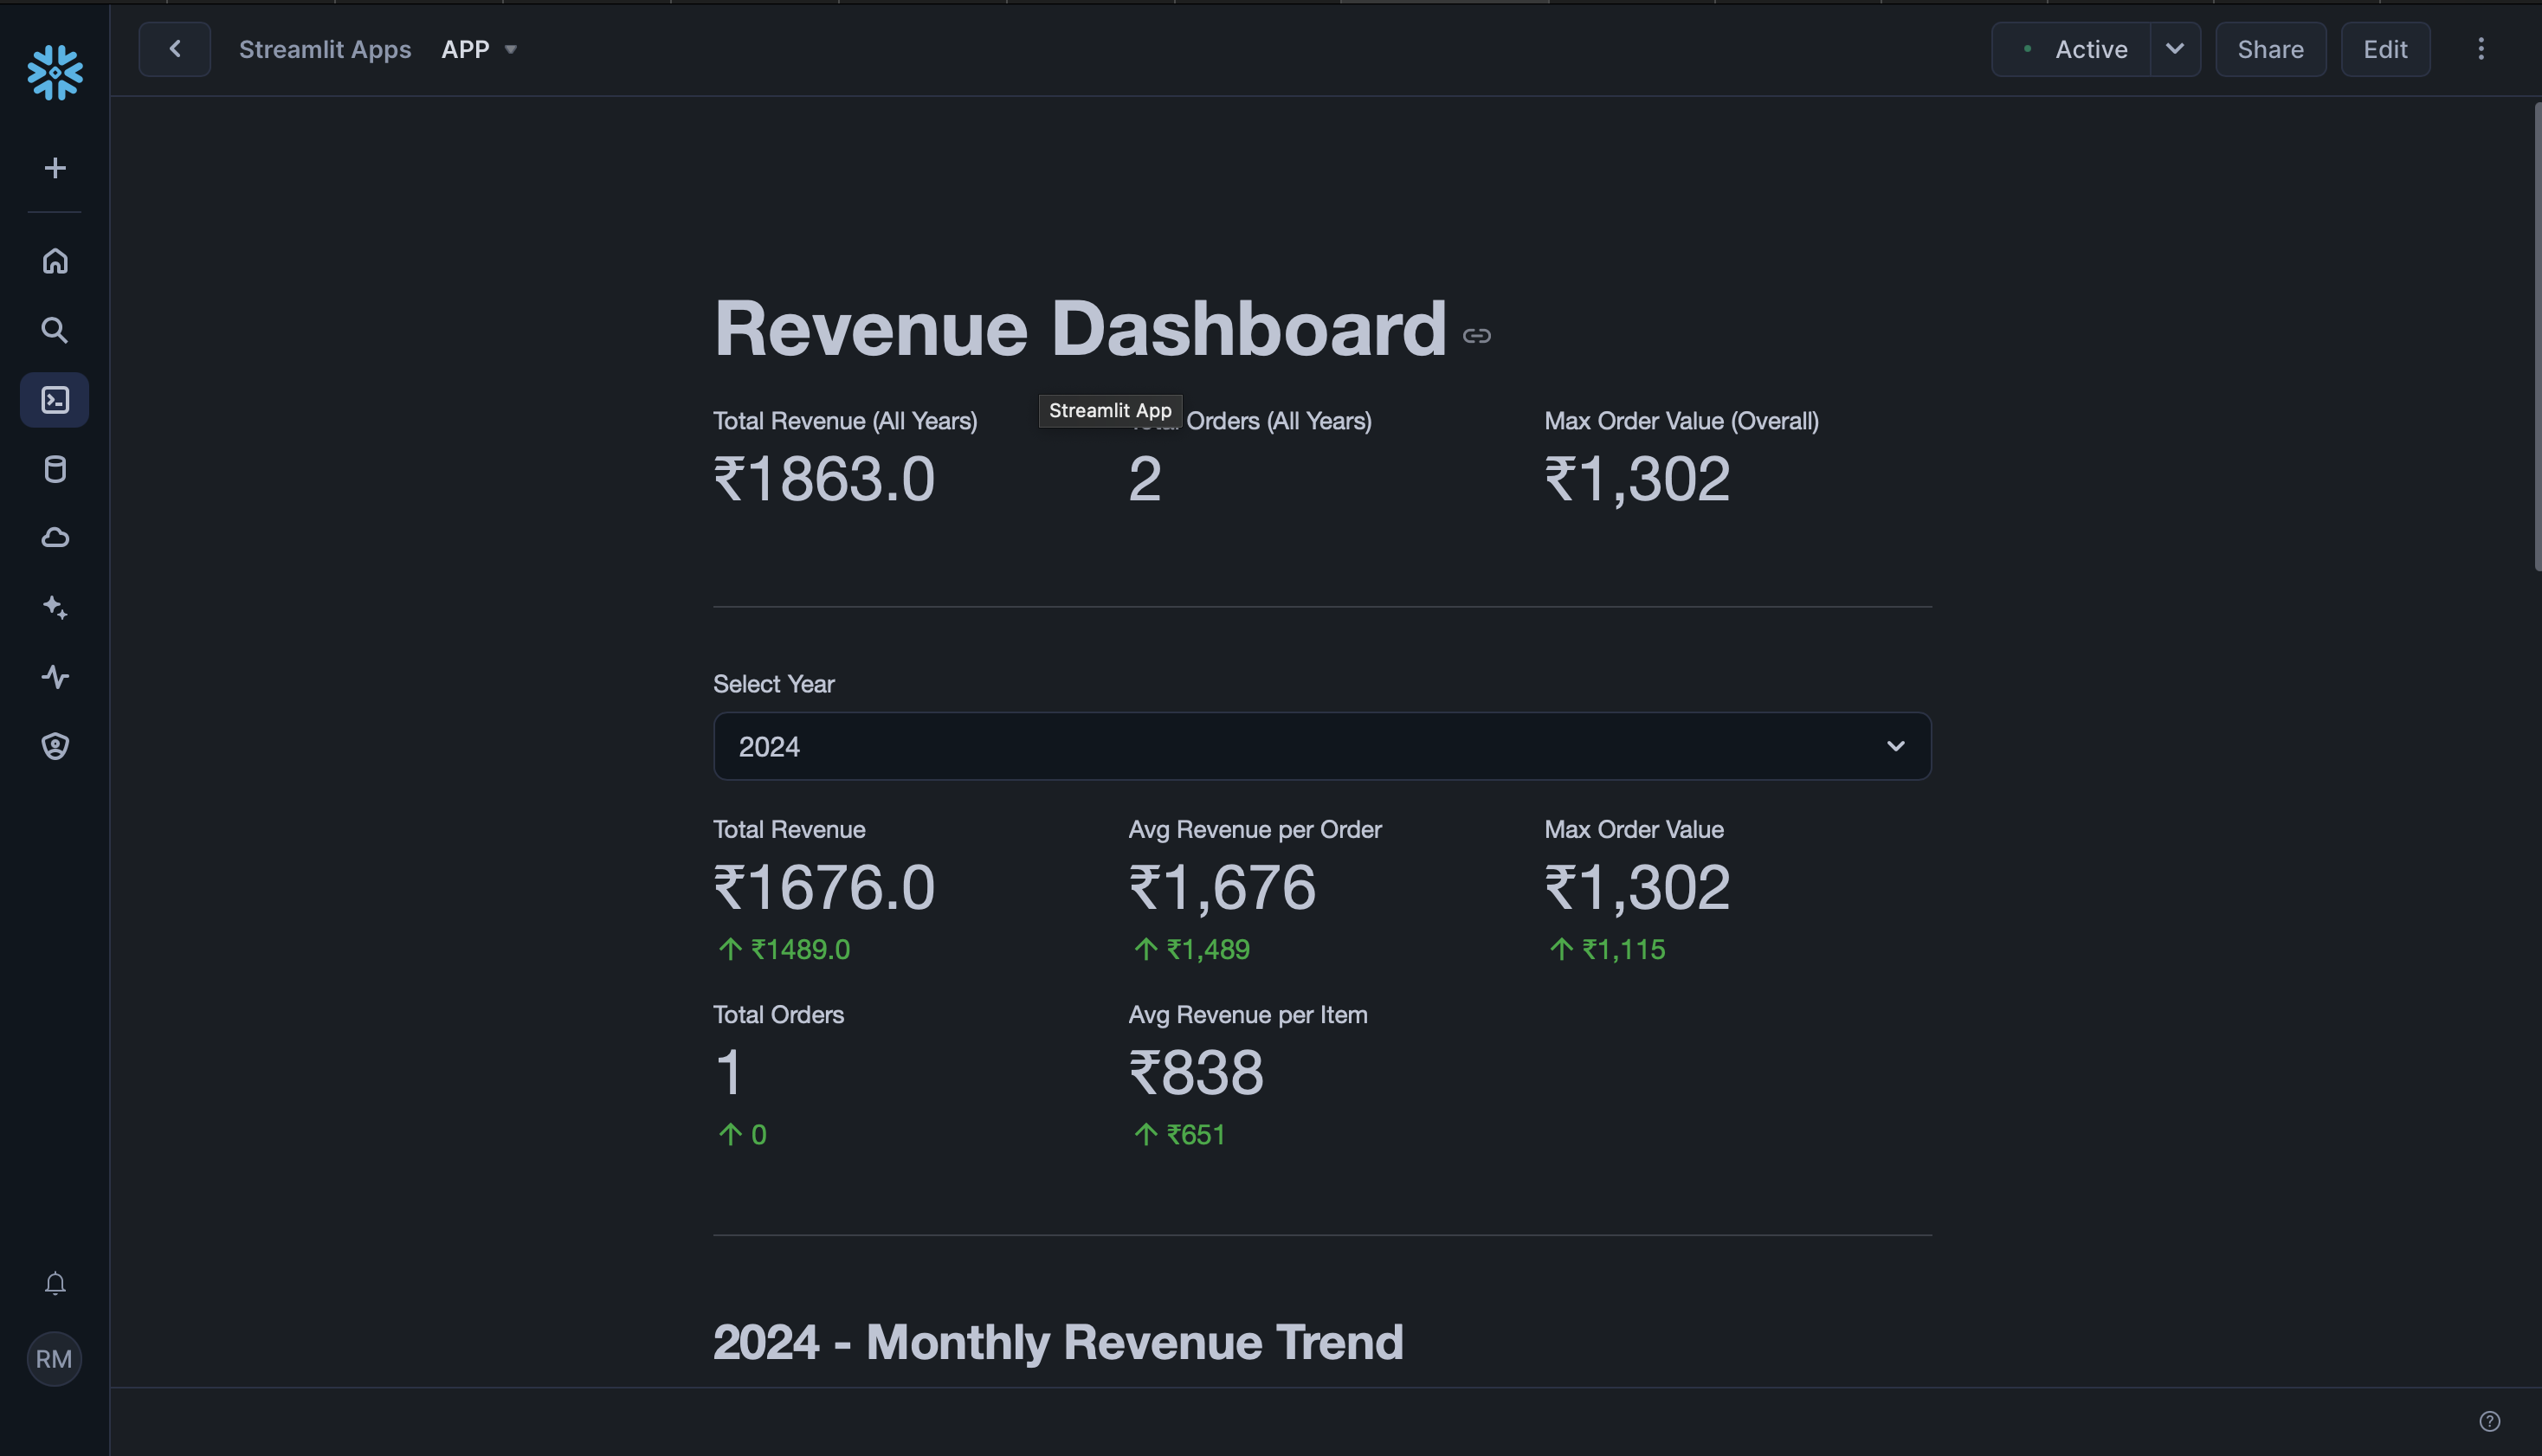 Streamlit Apps APP
Active
Share
Edit
Revenue Dashboard
Streamlit App
Total Revenue (All Years)
₹1863.0
Orders (All Years)
2
Max Order Value (Overall)
₹1,302
Select Year
2024
Total Revenue
₹1676.0
↑ ₹1489.0
Avg Revenue per Order
₹1,676
↑ ₹1,489
Max Order Value
₹1,302
↑ ₹1,115
Total Orders
1
↑ 0
Avg Revenue per Item
₹838
↑ ₹651
2024 - Monthly Revenue Trend
RM